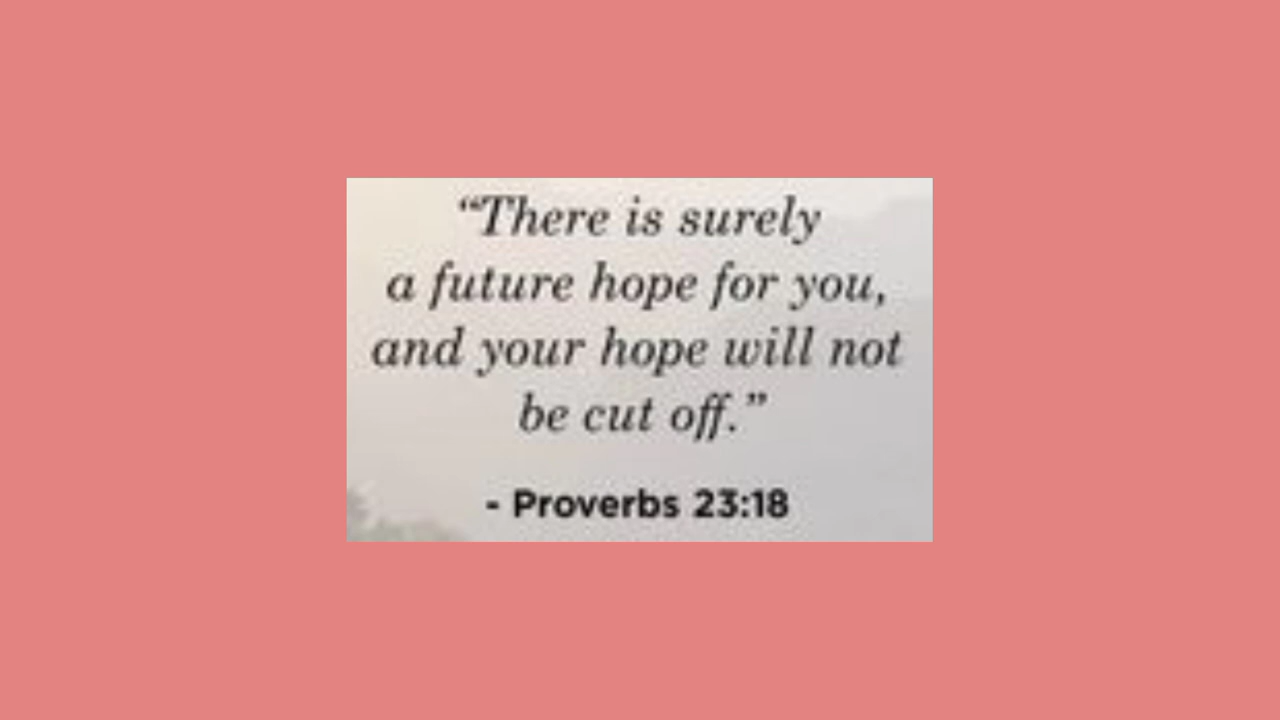 “There is surely
a future hope for you,
and your hope will not
be cut off.”
- Proverbs 23:18